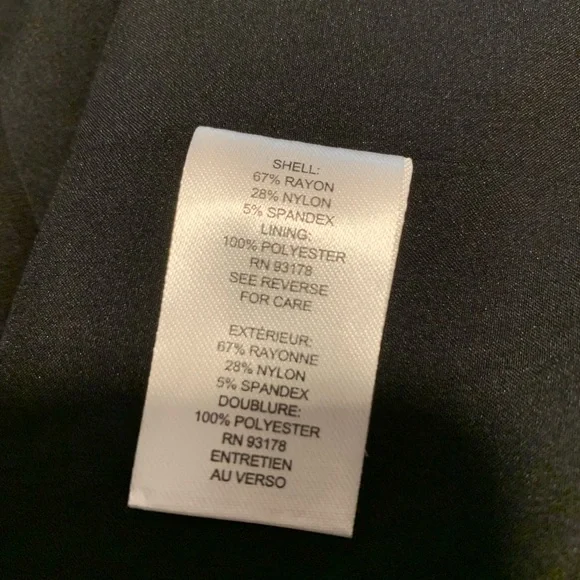 SHELL:
67% RAYON
28% NYLON
5% SPANDEX
LINING:
100% POLYESTER
RN 93178
SEE REVERSE
FOR CARE
EXTÉRIEUR:
67% RAYONNE
28% NYLON
5% SPANDEX
DOUBLURE:
100% POLYESTER
RN 93178
ENTRETIEN
AU VERSO